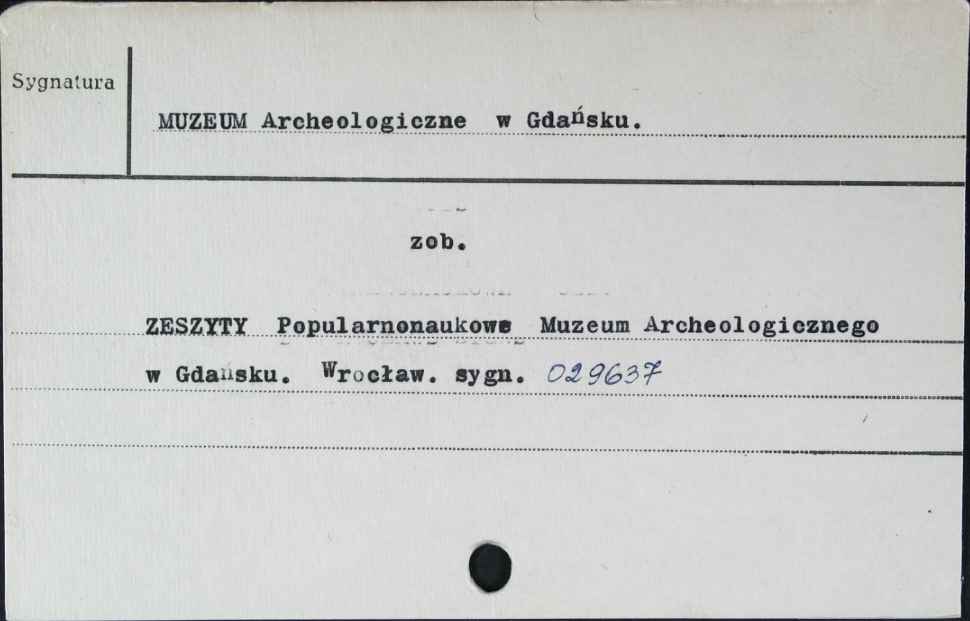 Sygnatura
MUZEUM Archeologiczne w Gdańsku.
zob.
ZESZYTY Popularnonaukowe Muzeum Archeologicznego
w Gdańsku. Wrocław. sygn. 029637